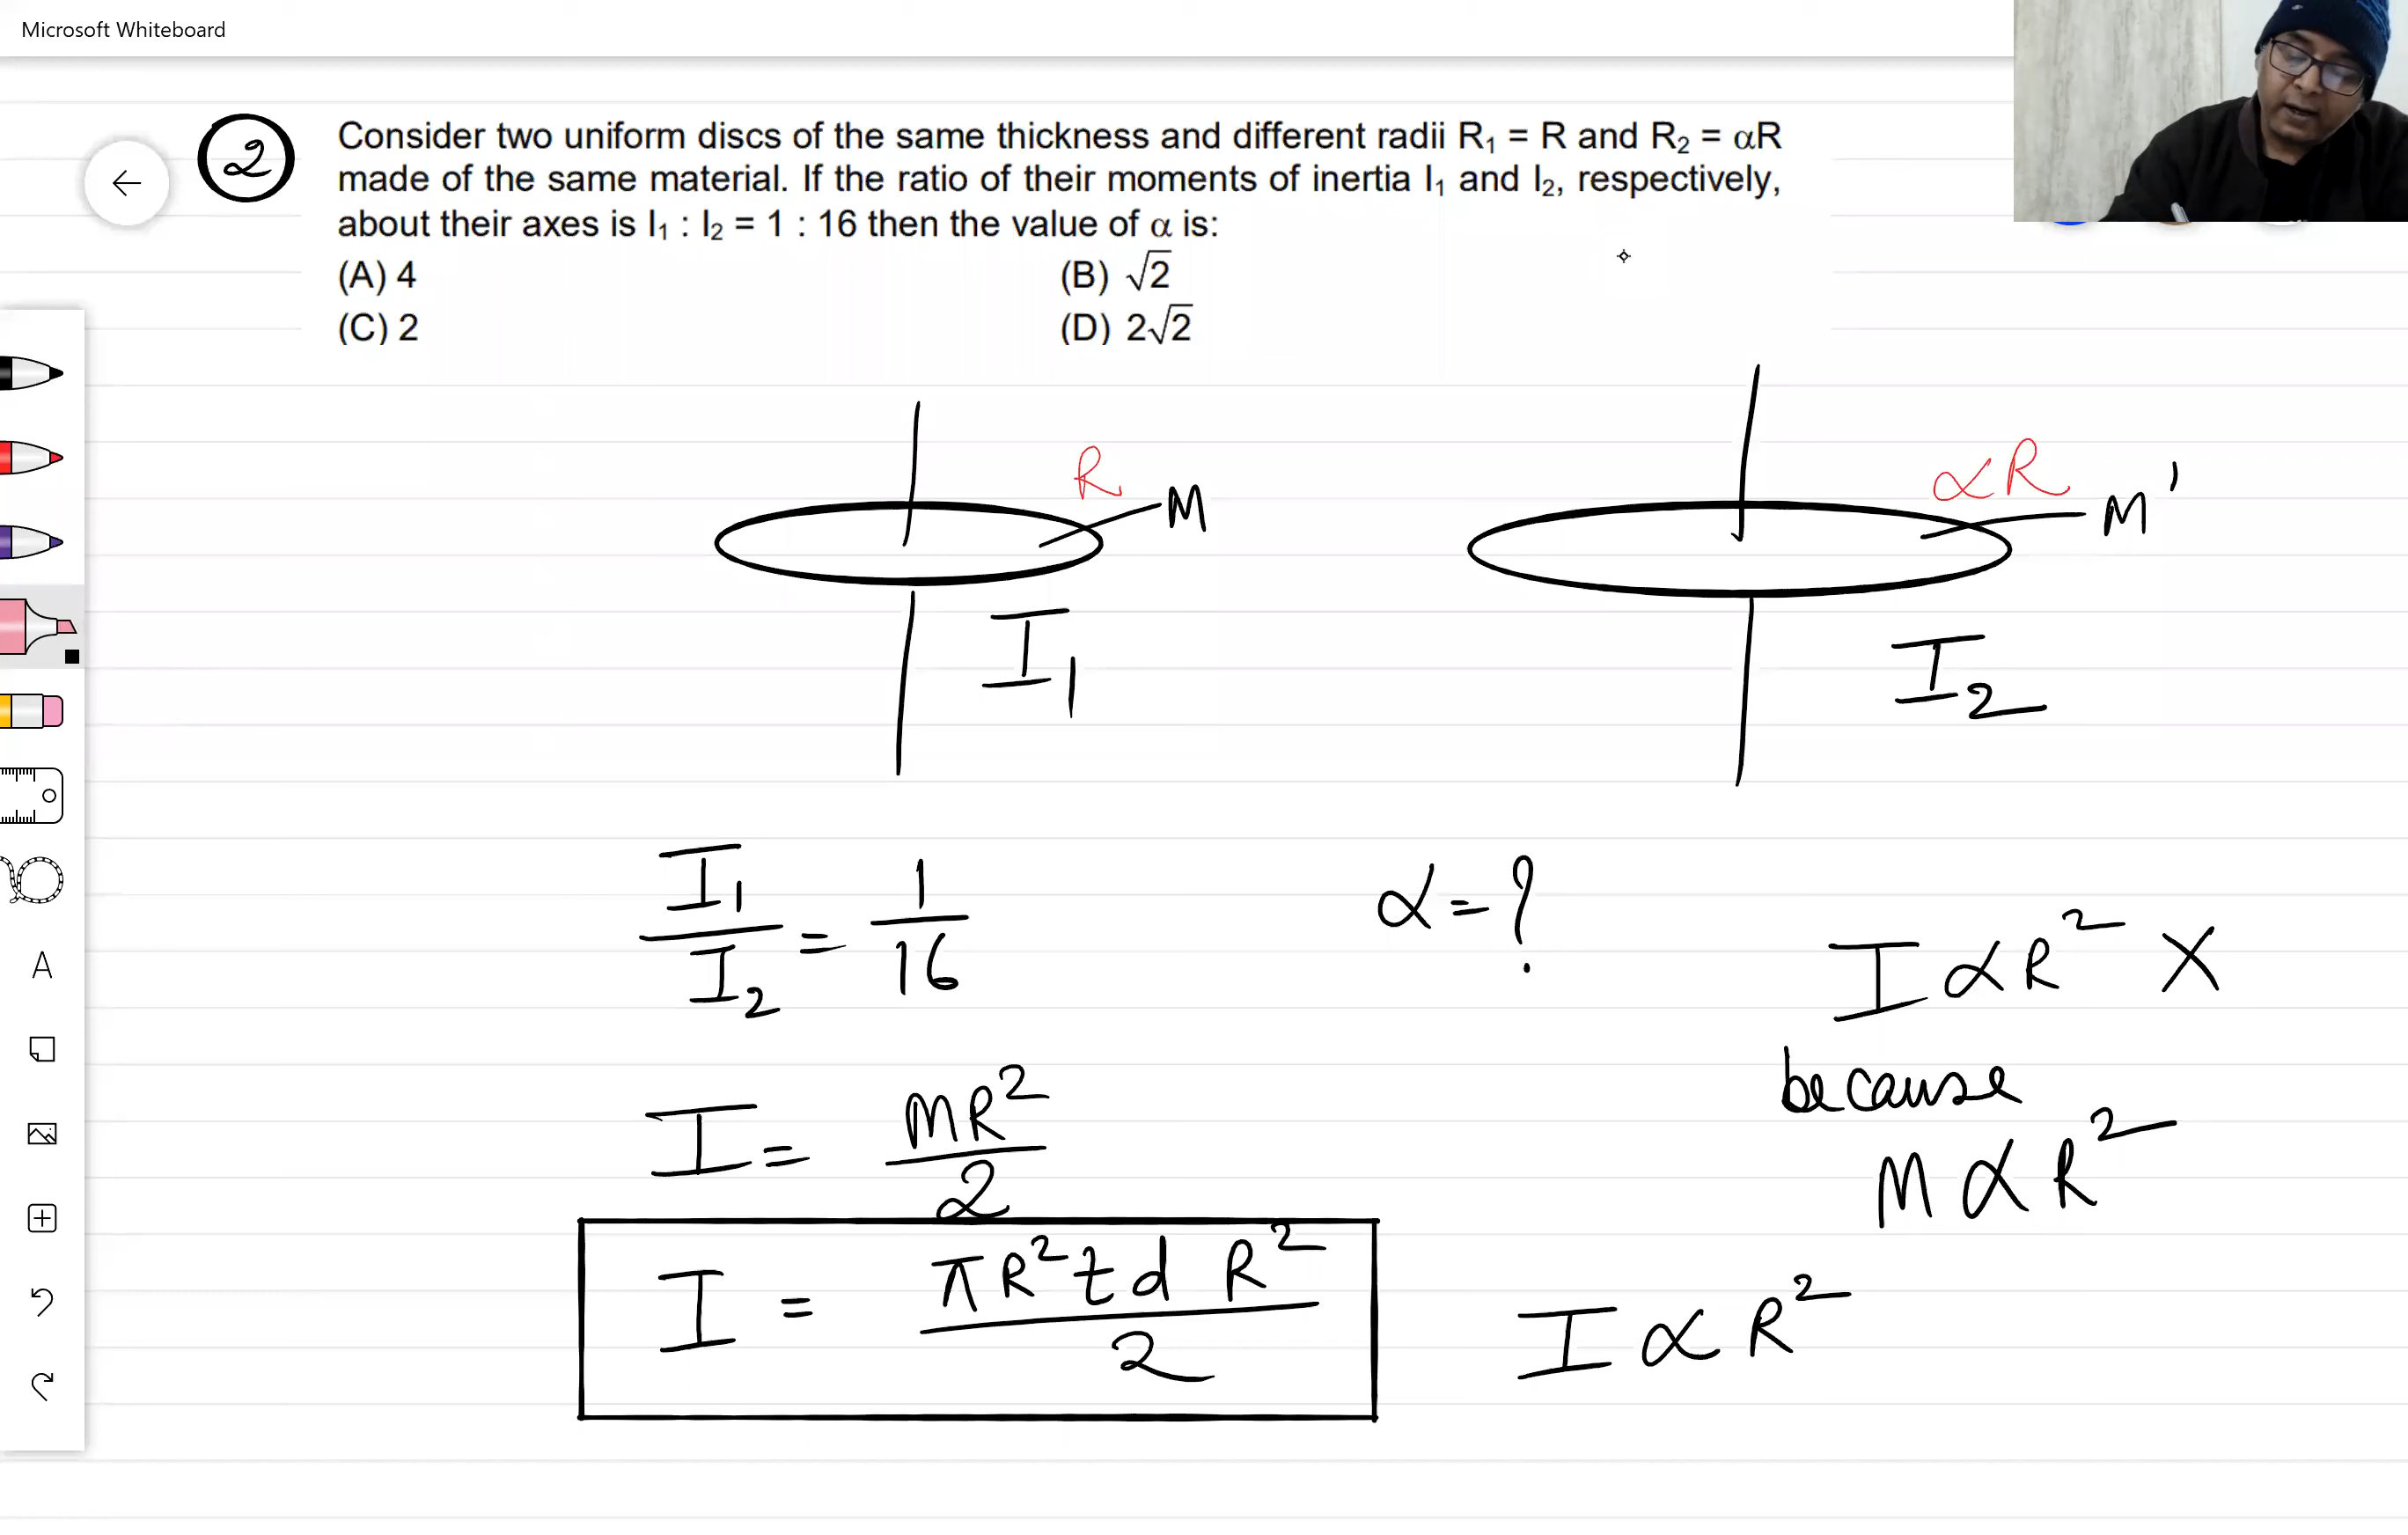 Microsoft Whiteboard
2
Consider two uniform discs of the same thickness and different radii R₁ = R and R₂ = αR
made of the same material. If the ratio of their moments of inertia I₁ and I₂, respectively,
about their axes is I₁ : I₂ = 1 : 16 then the value of α is:
(A) 4 (B) √2
(C) 2 (D) 2√2
R
M
I₁
αR
M'
I₂
I₁/I₂ = 1/16
α = ?
I ∝ R² X
because
M ∝ R²
I = MR²/2
I = πR²td R²/2
I ∝ R²
A